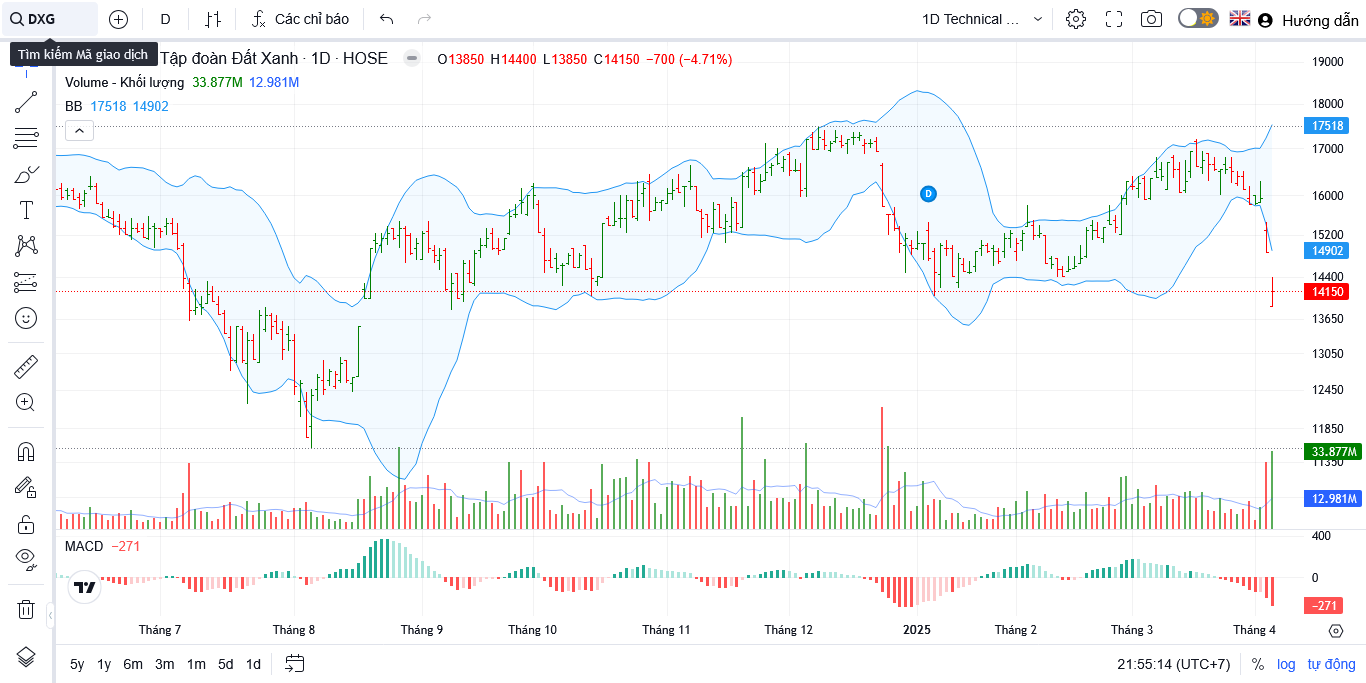 DXG D Các chỉ báo 1D Technical ... Hướng dẫn
Tìm kiếm Mã giao dịch Tập đoàn Đất Xanh · 1D · HOSE O13850 H14400 L13850 C14150 −700 (−4.71%)
Volume - Khối lượng 33.877M 12.981M
BB 17518 14902
19000
18000
17518
17000
16000
15200
14902
14400
14150
13650
13050
12450
11850
33.877M
11350
12.981M
D
MACD −271
400
0
−271
Tháng 7 Tháng 8 Tháng 9 Tháng 10 Tháng 11 Tháng 12 2025 Tháng 2 Tháng 3 Tháng 4
5y 1y 6m 3m 1m 5d 1d 21:55:14 (UTC+7) % log tự động